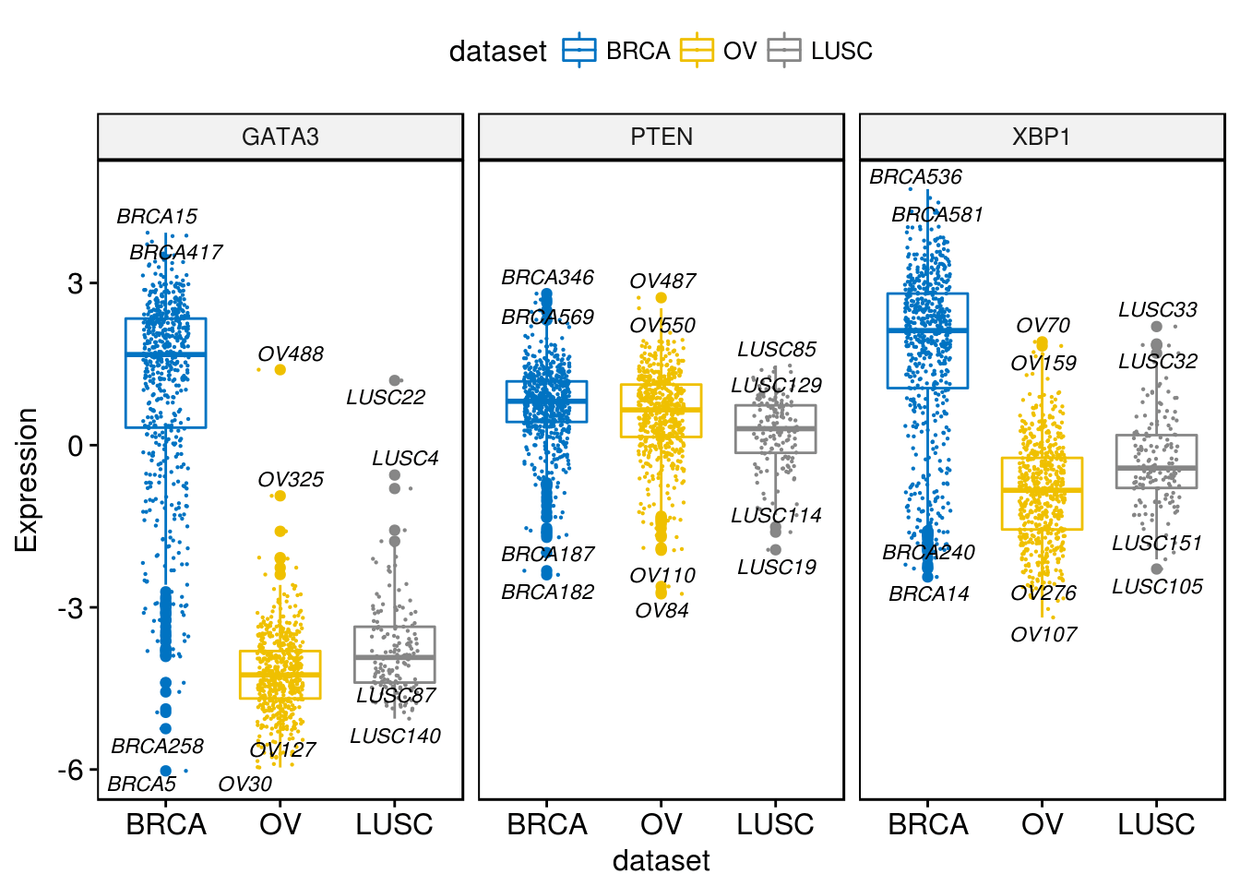 dataset BRCA OV LUSC
GATA3 PTEN XBP1
BRCA536
BRCA15 BRCA581
BRCA417
3 BRCA346 OV487
BRCA569 OV550 LUSC33
OV488 LUSC85 OV70
LUSC22 LUSC129 OV159 LUSC32
Expression
0 LUSC4
OV325
LUSC114
BRCA187 BRCA240 LUSC151
OV110 LUSC19
BRCA182 BRCA14 OV276 LUSC105
-3 OV84
OV107
LUSC87
LUSC140
BRCA258 OV127
-6 BRCA5 OV30
BRCA OV LUSC BRCA OV LUSC BRCA OV LUSC
dataset